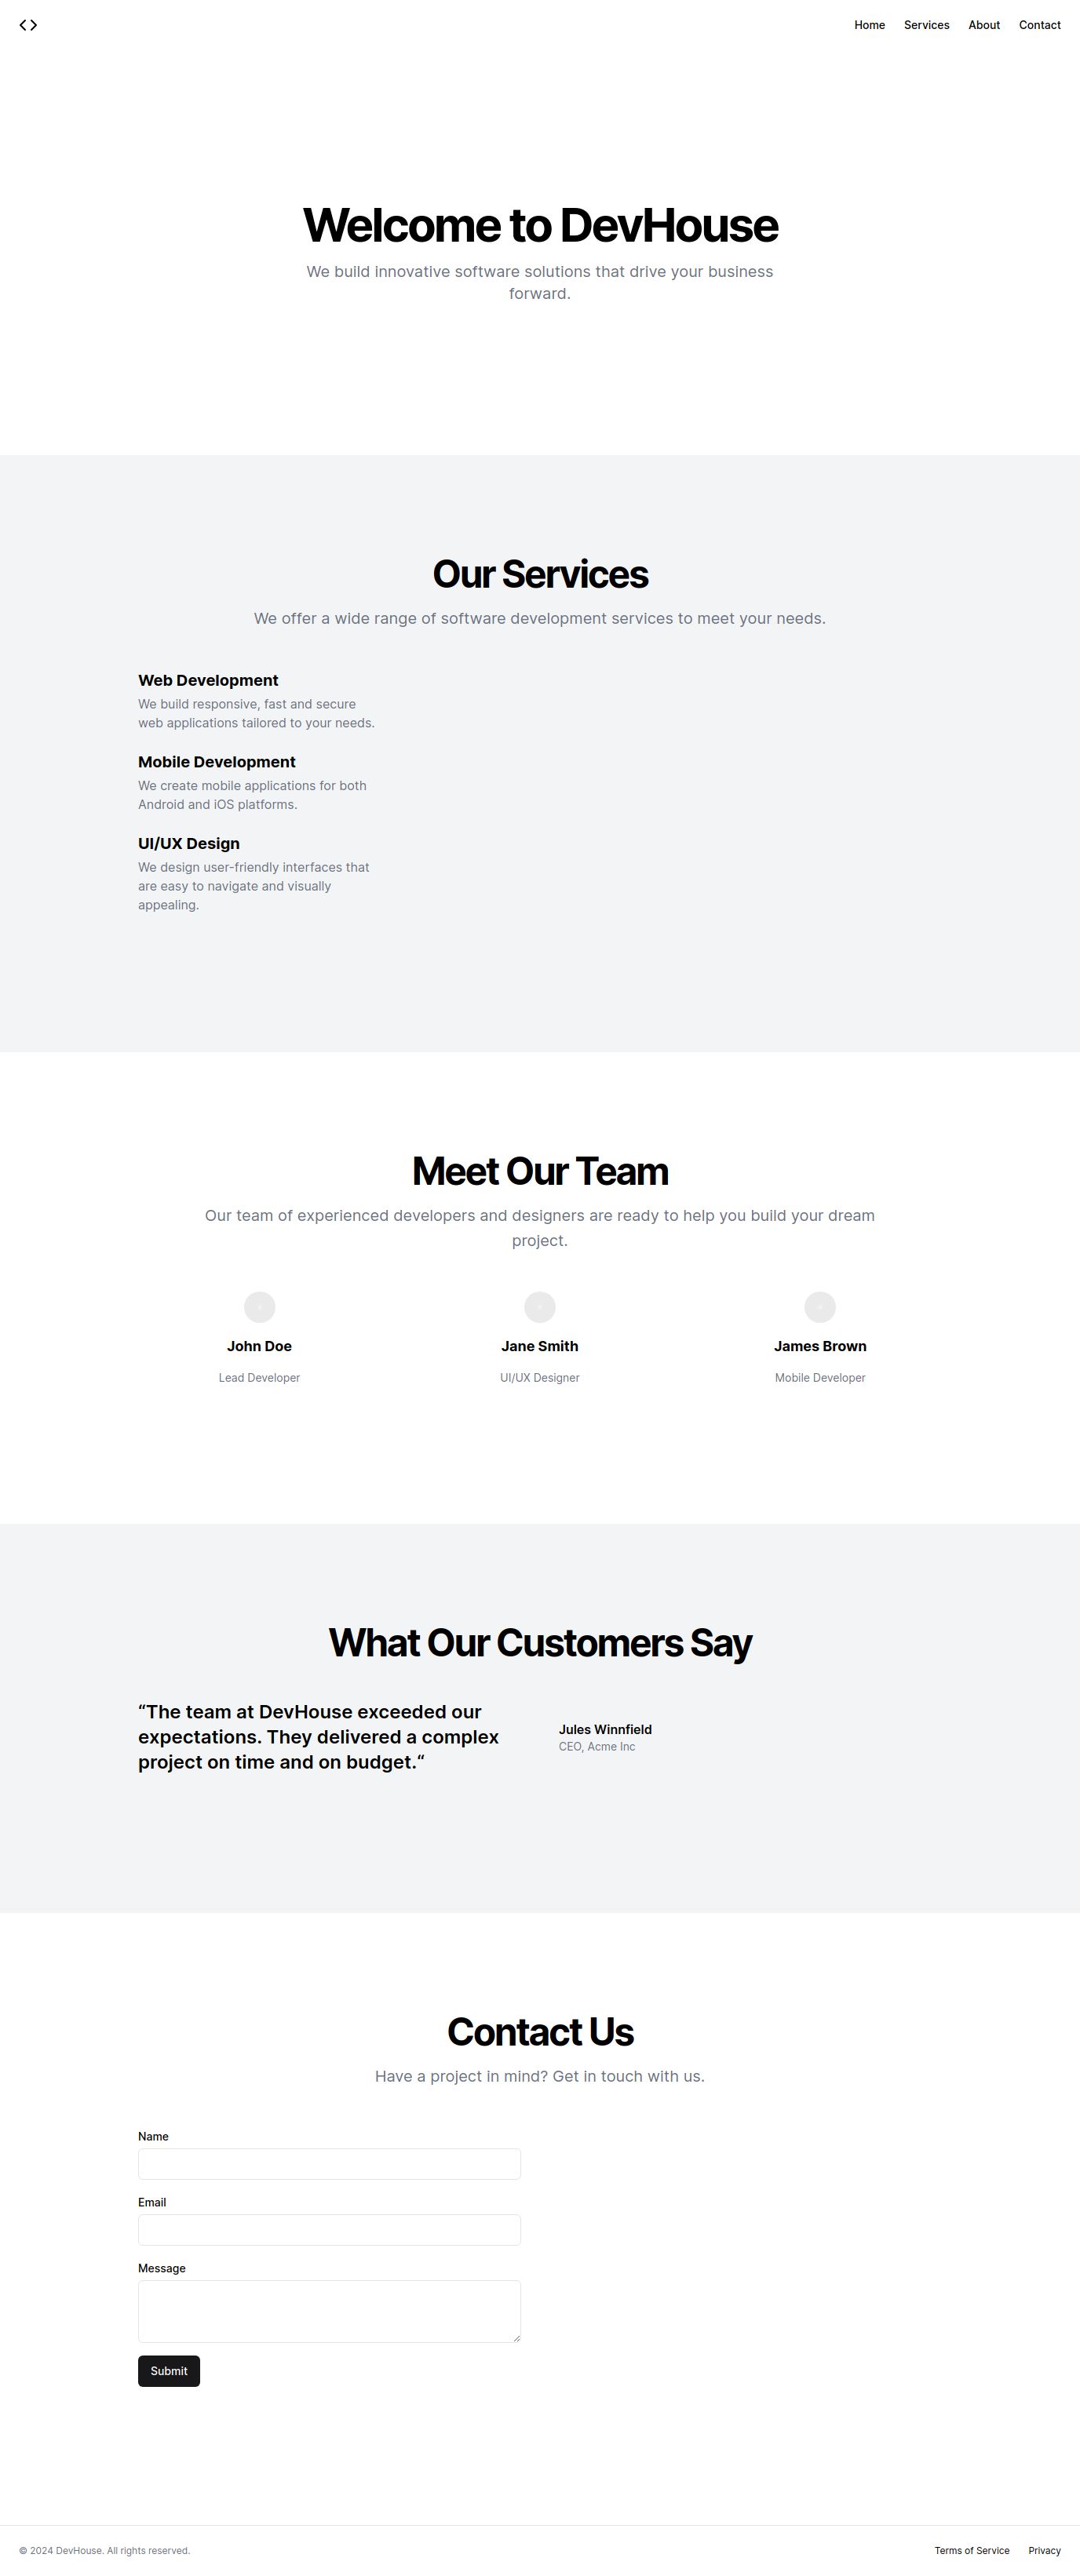 Home Services About Contact
Welcome to DevHouse
We build innovative software solutions that drive your business
forward.
Our Services
We offer a wide range of software development services to meet your needs.
Web Development
We build responsive, fast and secure
web applications tailored to your needs.
Mobile Development
We create mobile applications for both
Android and iOS platforms.
UI/UX Design
We design user-friendly interfaces that
are easy to navigate and visually
appealing.
Meet Our Team
Our team of experienced developers and designers are ready to help you build your dream
project.
John Doe
Lead Developer
Jane Smith
UI/UX Designer
James Brown
Mobile Developer
What Our Customers Say
“The team at DevHouse exceeded our
expectations. They delivered a complex
project on time and on budget.“
Jules Winnfield
CEO, Acme Inc
Contact Us
Have a project in mind? Get in touch with us.
Name
Email
Message
Submit
© 2024 DevHouse. All rights reserved.
Terms of Service Privacy